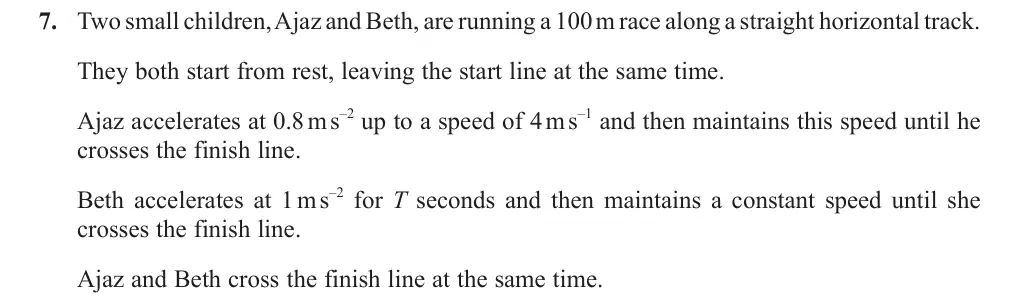 7. Two small children, Ajaz and Beth, are running a 100 m race along a straight horizontal track.
They both start from rest, leaving the start line at the same time.
Ajaz accelerates at 0.8 m s⁻² up to a speed of 4 m s⁻¹ and then maintains this speed until he
crosses the finish line.
Beth accelerates at 1 m s⁻² for T seconds and then maintains a constant speed until she
crosses the finish line.
Ajaz and Beth cross the finish line at the same time.